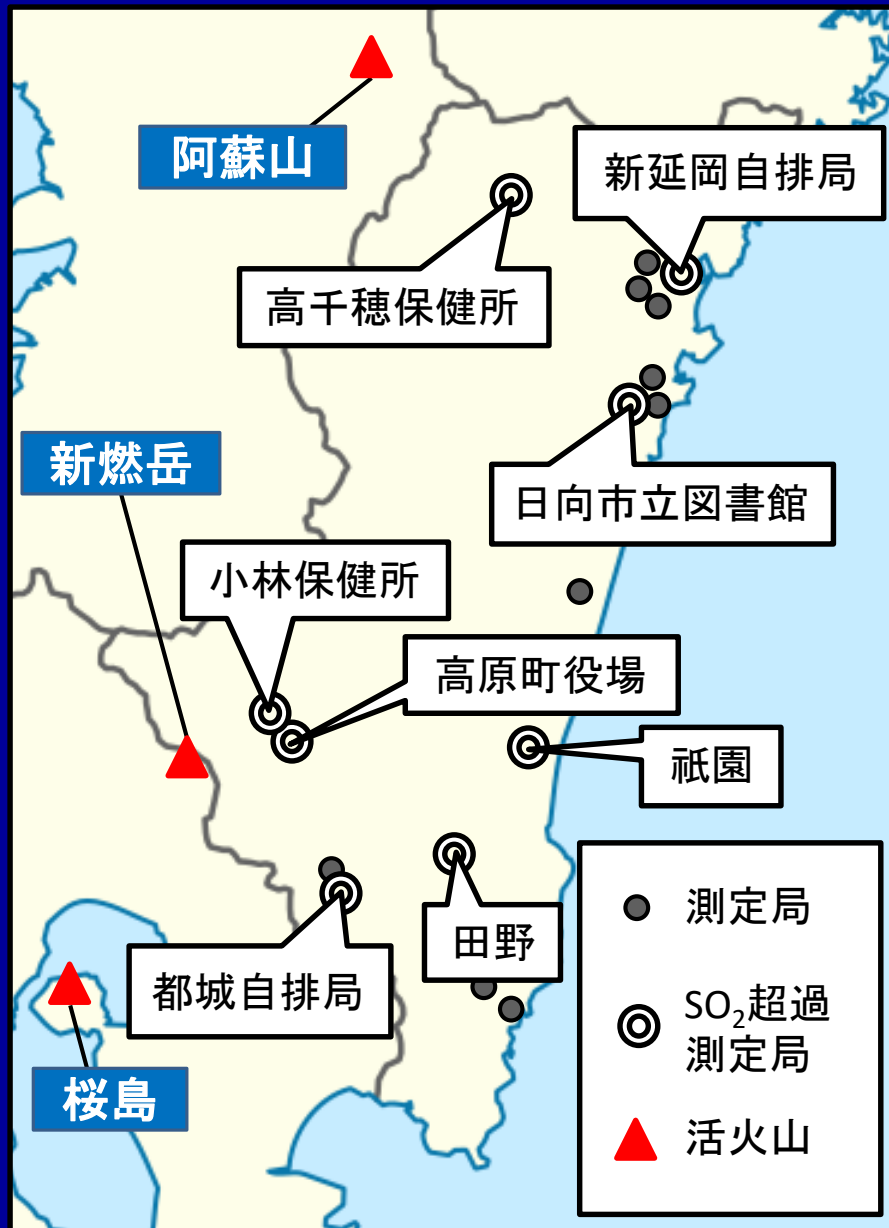 阿蘇山
新延岡自排局
高千穂保健所
新燃岳
日向市立図書館
小林保健所
高原町役場
祇園
田野
都城自排局
桜島
測定局
SO₂超過
測定局
活火山